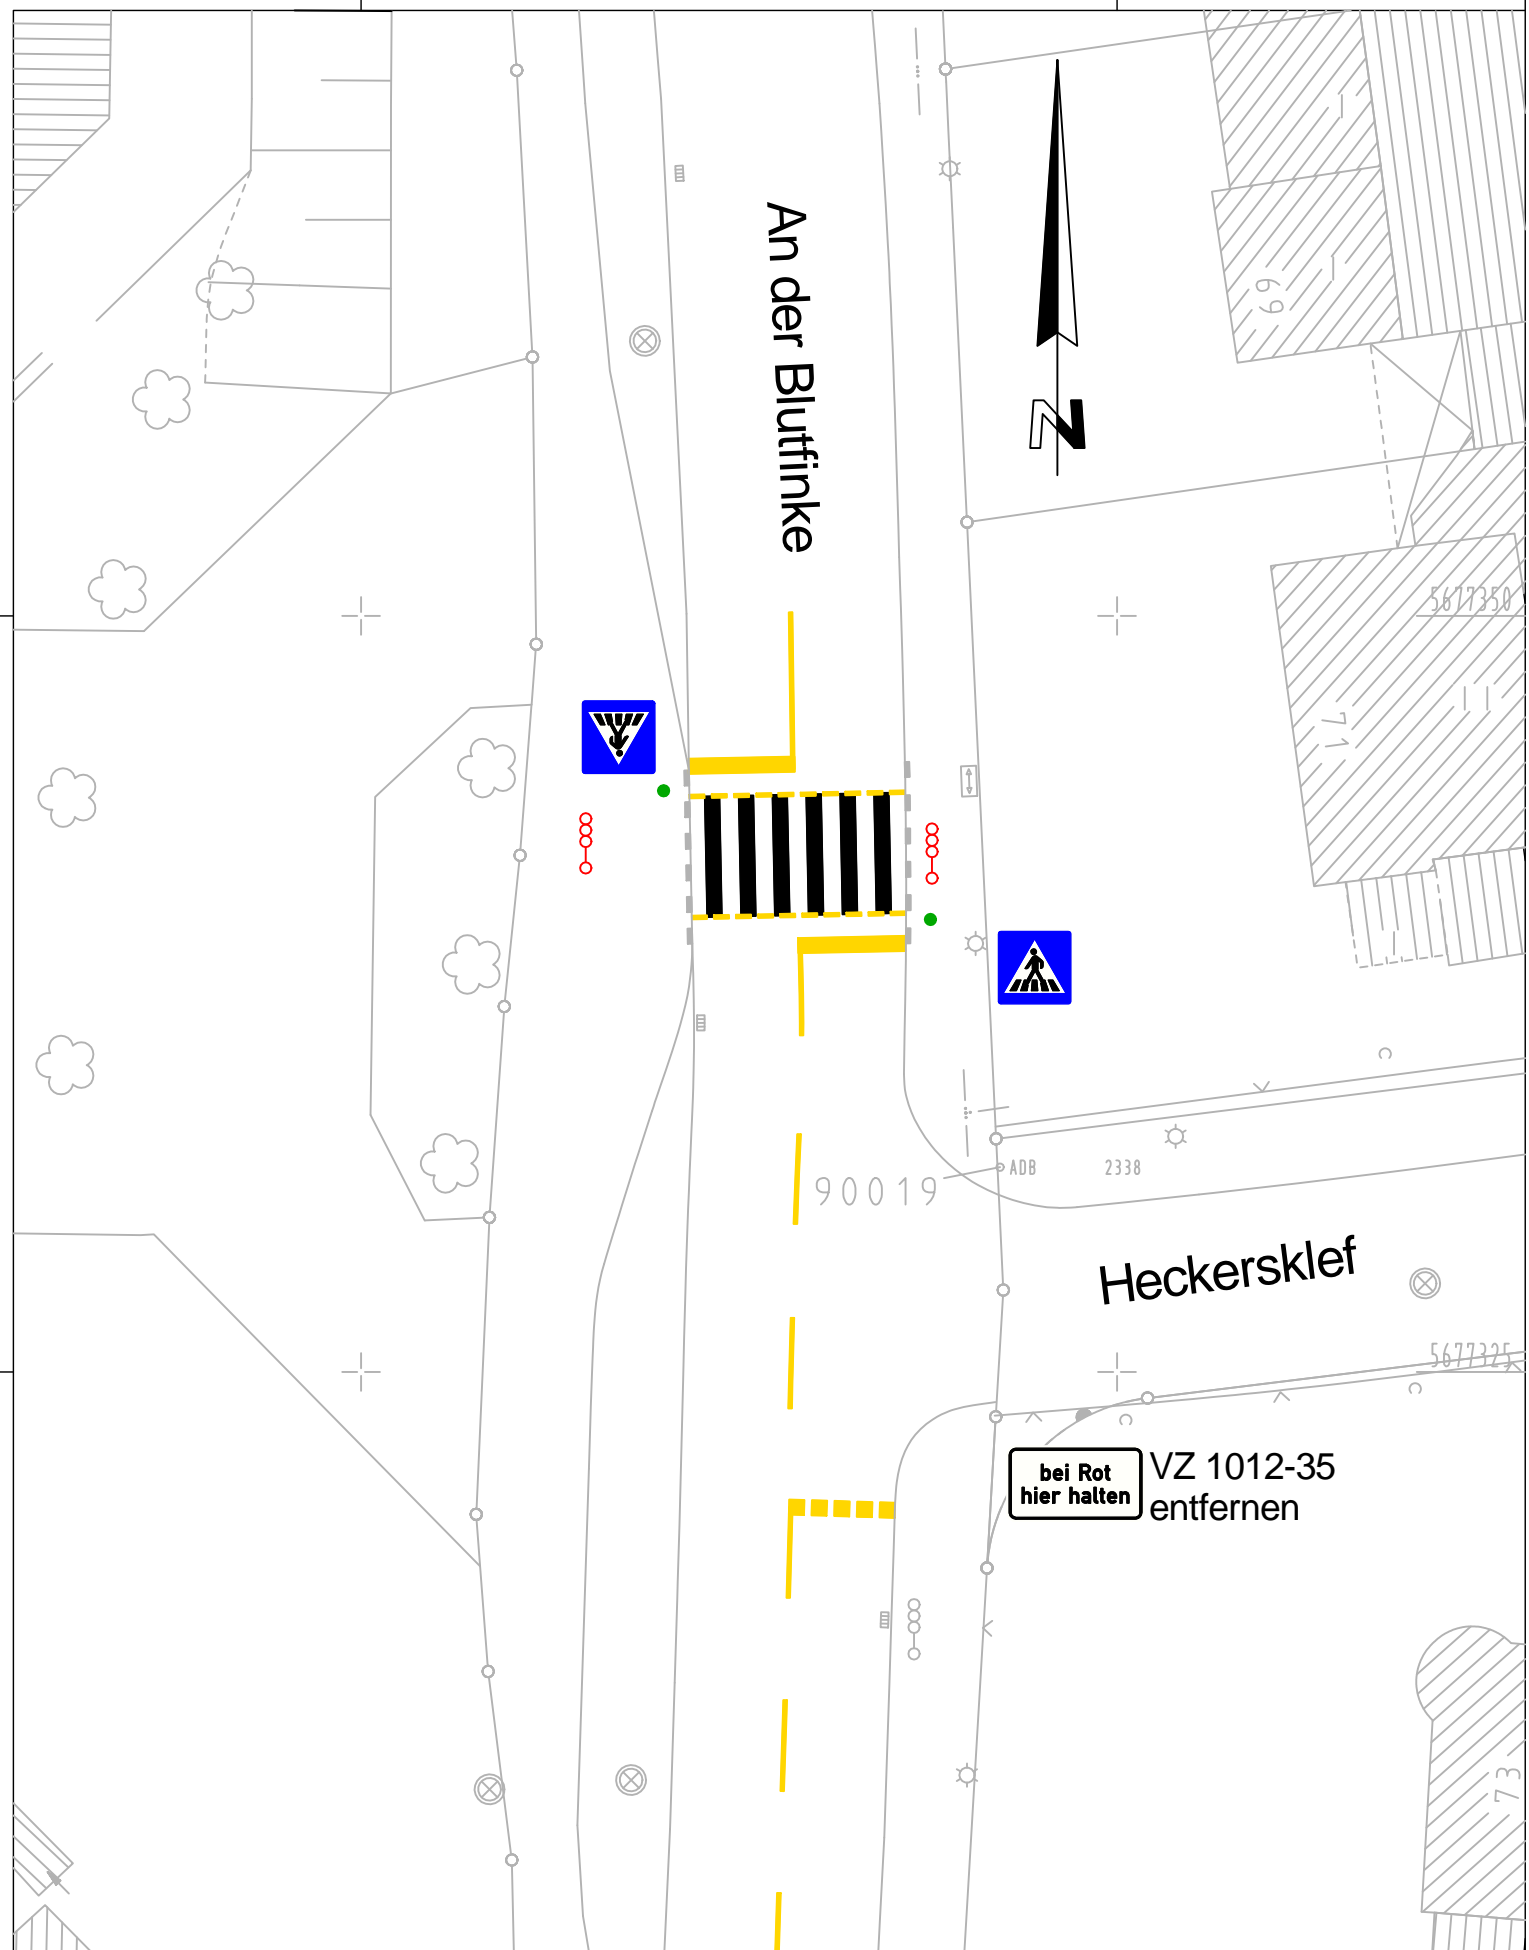 An der Blutfinke
N
69
5677350
71
II
90019
ADB 2338
Heckersklef
5677325
bei Rot
hier halten
VZ 1012-35
entfernen
73